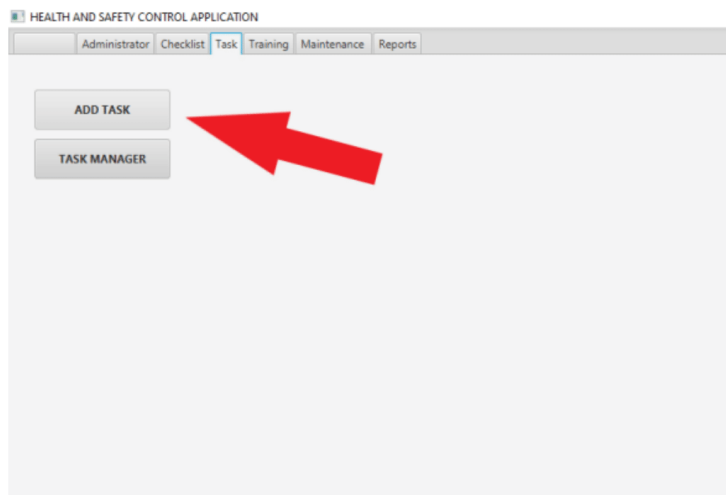 HEALTH AND SAFETY CONTROL APPLICATION
Administrator Checklist Task Training Maintenance Reports
ADD TASK
TASK MANAGER